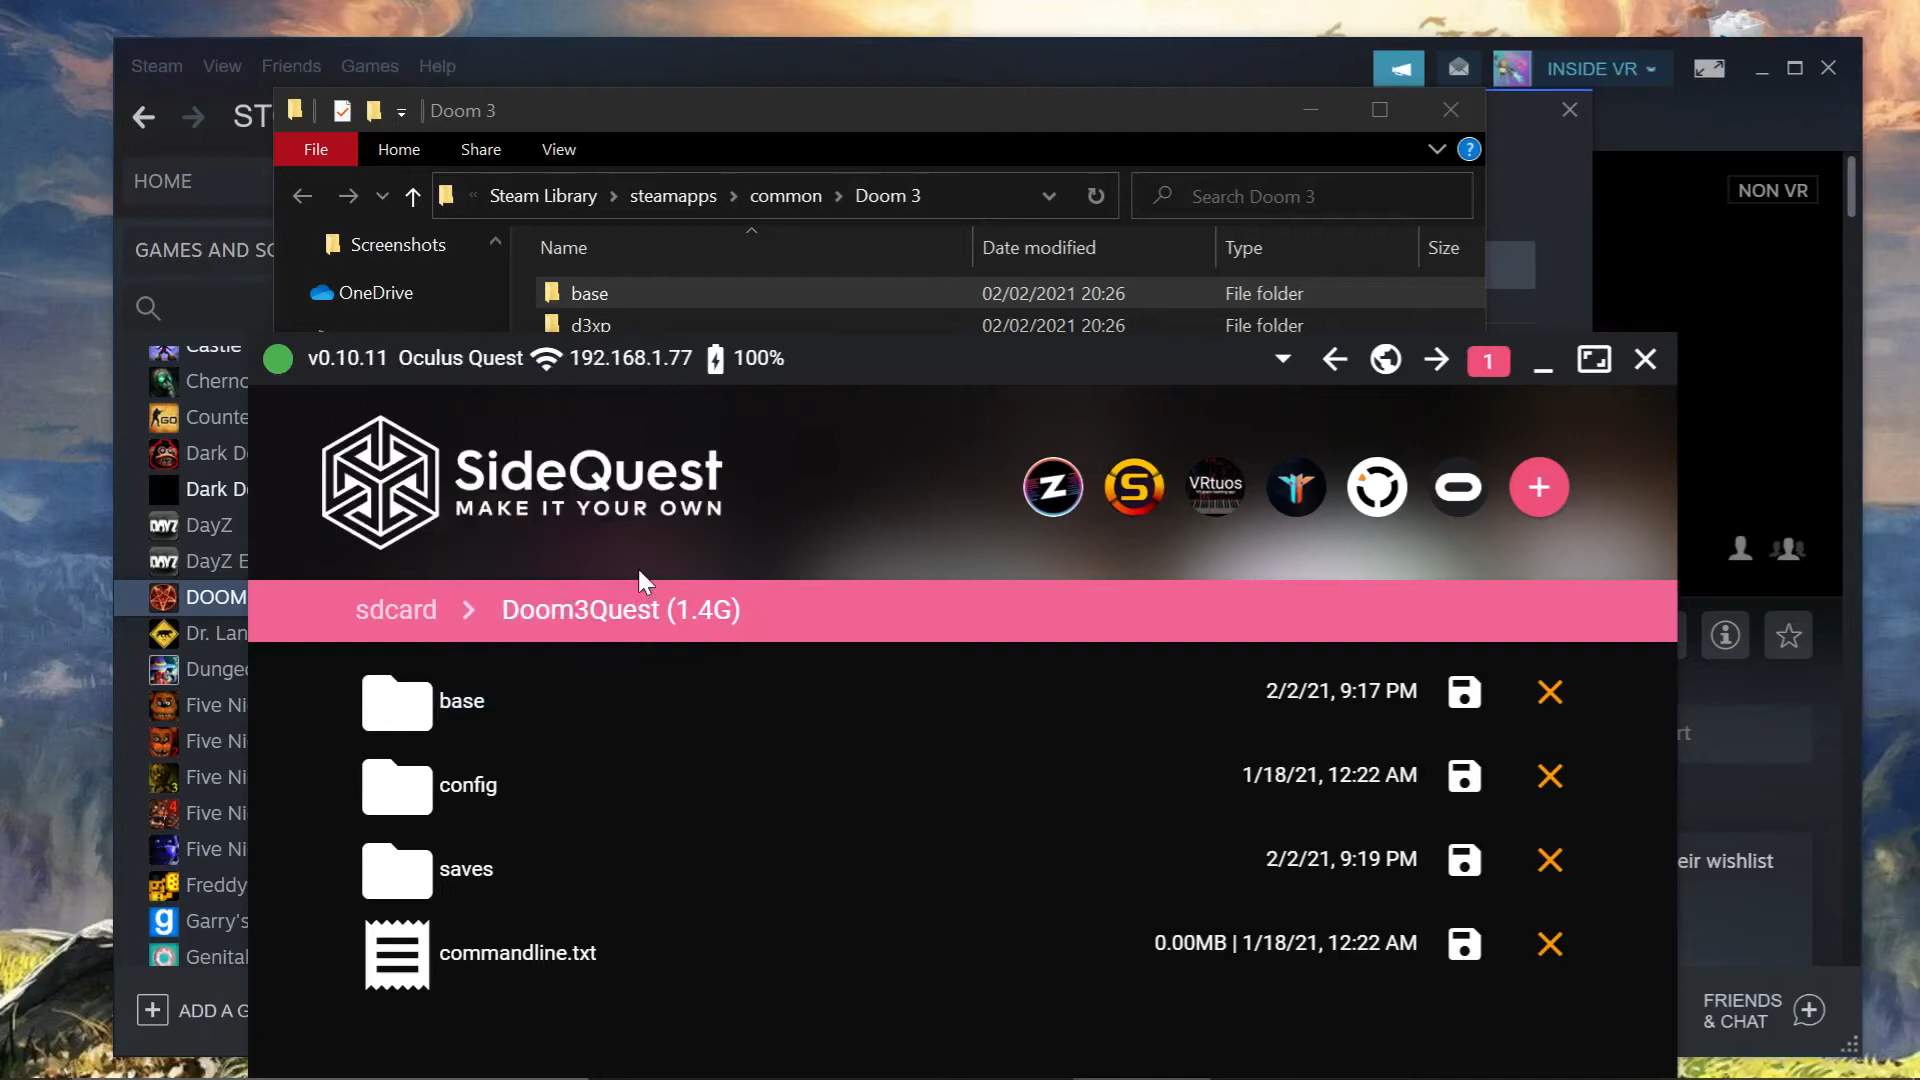 Steam View Friends Games Help
INSIDE VR
Doom 3
File Home Share View
Steam Library steamapps common Doom 3
Search Doom 3
HOME
NON VR
Screenshots
Name Date modified Type Size
OneDrive
base 02/02/2021 20:26 File folder
d3xp 02/02/2021 20:26 File folder
v0.10.11 Oculus Quest 192.168.1.77 100%
1
SideQuest
MAKE IT YOUR OWN
VRtuos
sdcard > Doom3Quest (1.4G)
base 2/2/21, 9:17 PM
config 1/18/21, 12:22 AM
saves 2/2/21, 9:19 PM
commandline.txt 0.00MB | 1/18/21, 12:22 AM
GAMES AND SO
Castle
Cherno
Counte
Dark D
Dark D
DayZ
DayZ E
DOOM
Dr. Lan
Dunge
Five Ni
Five Ni
Five Ni
Five Ni
Five Ni
Freddy
Garry's
Genital
ADD A G
eir wishlist
FRIENDS
& CHAT